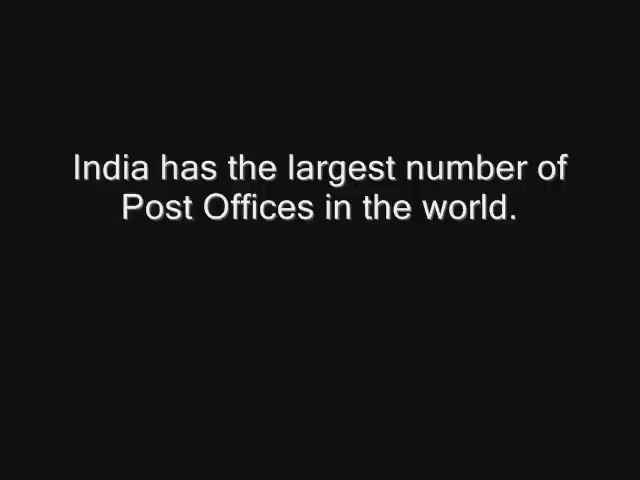 India has the largest number of
Post Offices in the world.